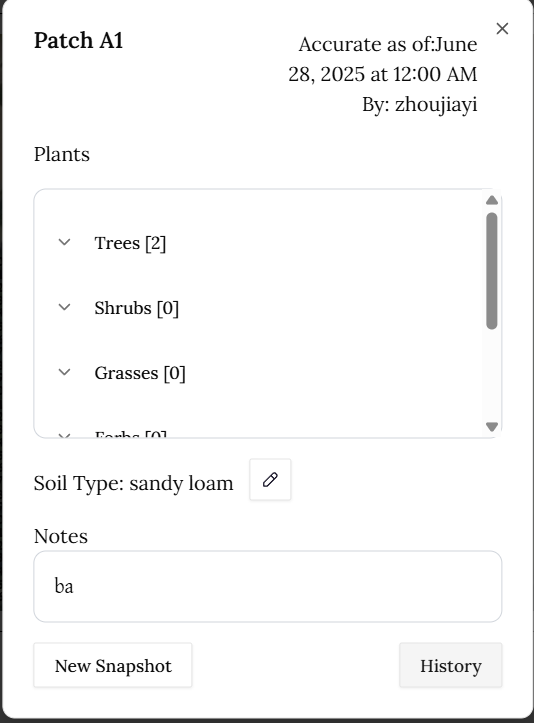 Patch A1
Accurate as of:June
28, 2025 at 12:00 AM
By: zhoujiayi
Plants
Trees [2]
Shrubs [0]
Grasses [0]
Forbs [0]
Soil Type: sandy loam
Notes
ba
New Snapshot
History